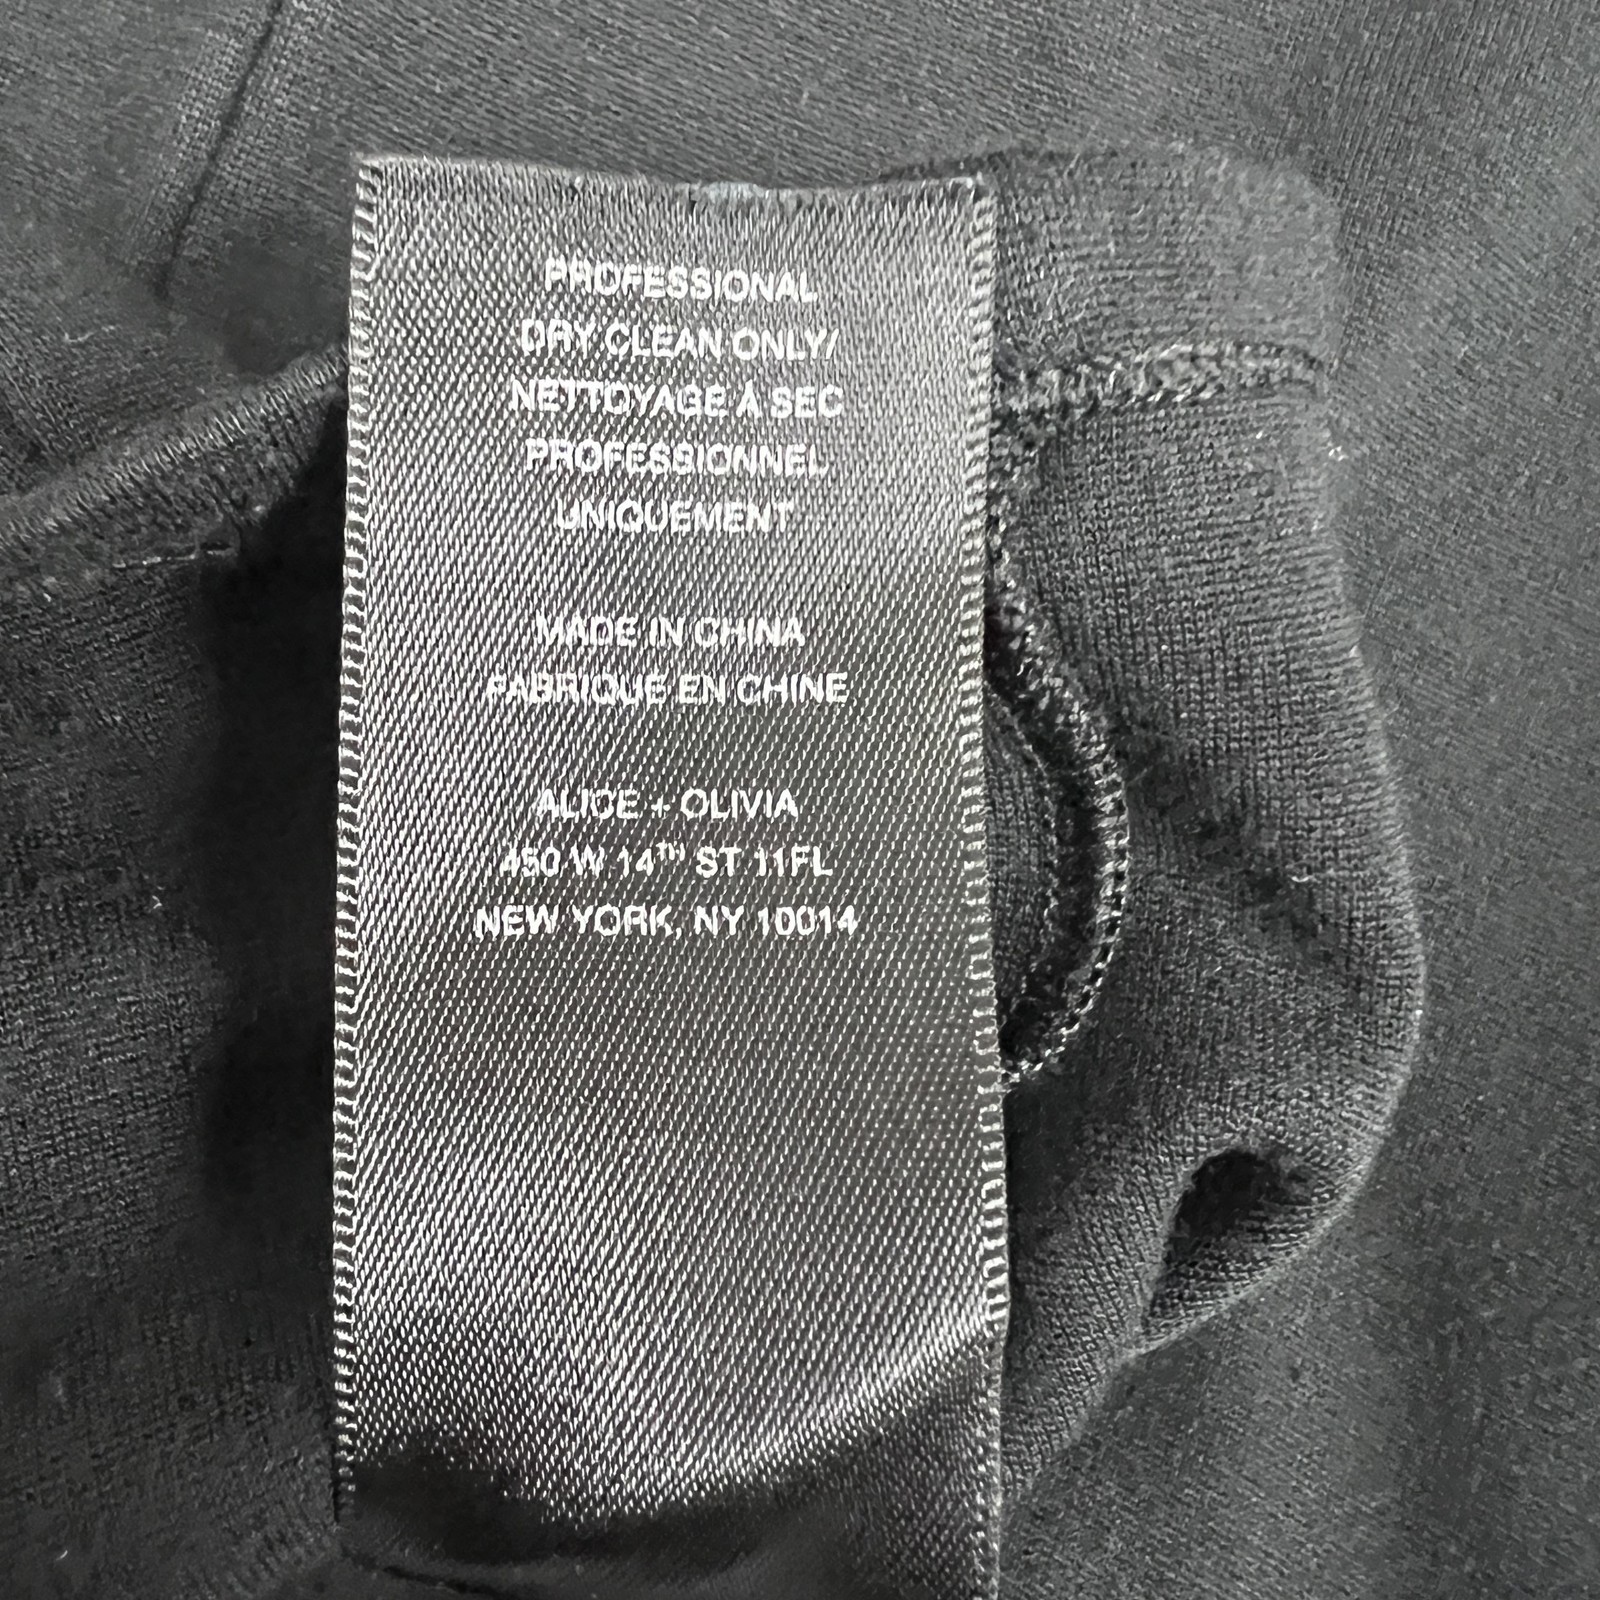 PROFESSIONAL
DRY CLEAN ONLY/
NETTOYAGE À SEC
PROFESSIONNEL
UNIQUEMENT
MADE IN CHINA
FABRIQUE EN CHINE
ALICE + OLIVIA
450 W 14TH ST 11FL
NEW YORK, NY 10014